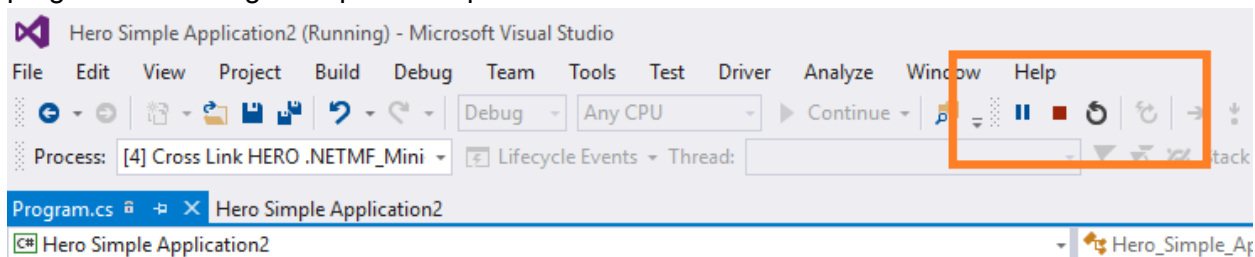 Hero Simple Application2 (Running) - Microsoft Visual Studio
File Edit View Project Build Debug Team Tools Test Driver Analyze Window Help
Debug Any CPU Continue
Process: [4] Cross Link HERO .NETMF_Mini Lifecycle Events Thread: Stack
Program.cs Hero Simple Application2
C# Hero Simple Application2 Hero_Simple_Ap